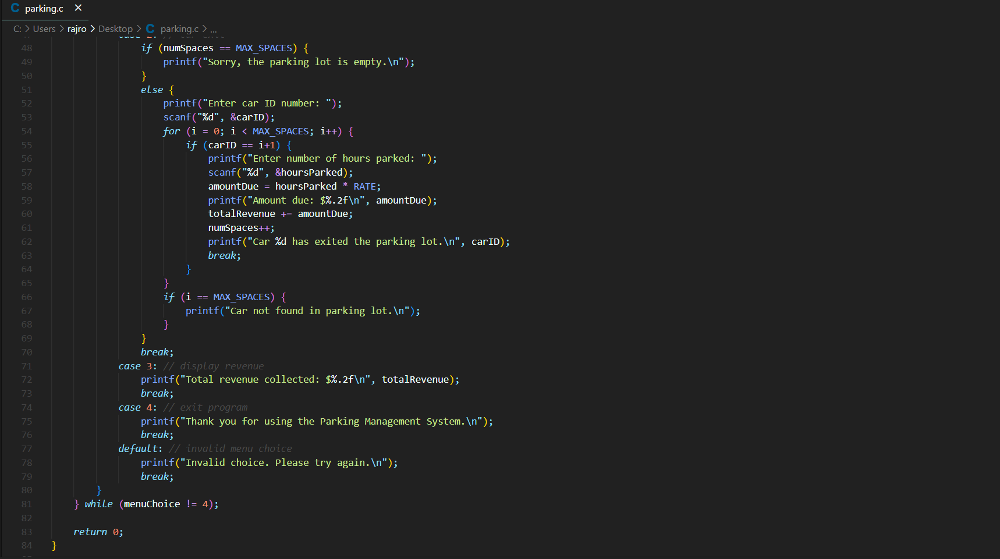 C parking.c ×
C: > Users > rajro > Desktop > C parking.c > ...
48 if (numSpaces == MAX_SPACES) {
49 printf("Sorry, the parking lot is empty.\n");
50 }
51 else {
52 printf("Enter car ID number: ");
53 scanf("%d", &carID);
54 for (i = 0; i < MAX_SPACES; i++) {
55 if (carID == i+1) {
56 printf("Enter number of hours parked: ");
57 scanf("%d", &hoursParked);
58 amountDue = hoursParked * RATE;
59 printf("Amount due: $%.2f\n", amountDue);
60 totalRevenue += amountDue;
61 numSpaces++;
62 printf("Car %d has exited the parking lot.\n", carID);
63 break;
64 }
65 }
66 if (i == MAX_SPACES) {
67 printf("Car not found in parking lot.\n");
68 }
69 }
70 break;
71 case 3: // display revenue
72 printf("Total revenue collected: $%.2f\n", totalRevenue);
73 break;
74 case 4: // exit program
75 printf("Thank you for using the Parking Management System.\n");
76 break;
77 default: // invalid menu choice
78 printf("Invalid choice. Please try again.\n");
79 break;
80 }
81 } while (menuChoice != 4);
82
83 return 0;
84 }